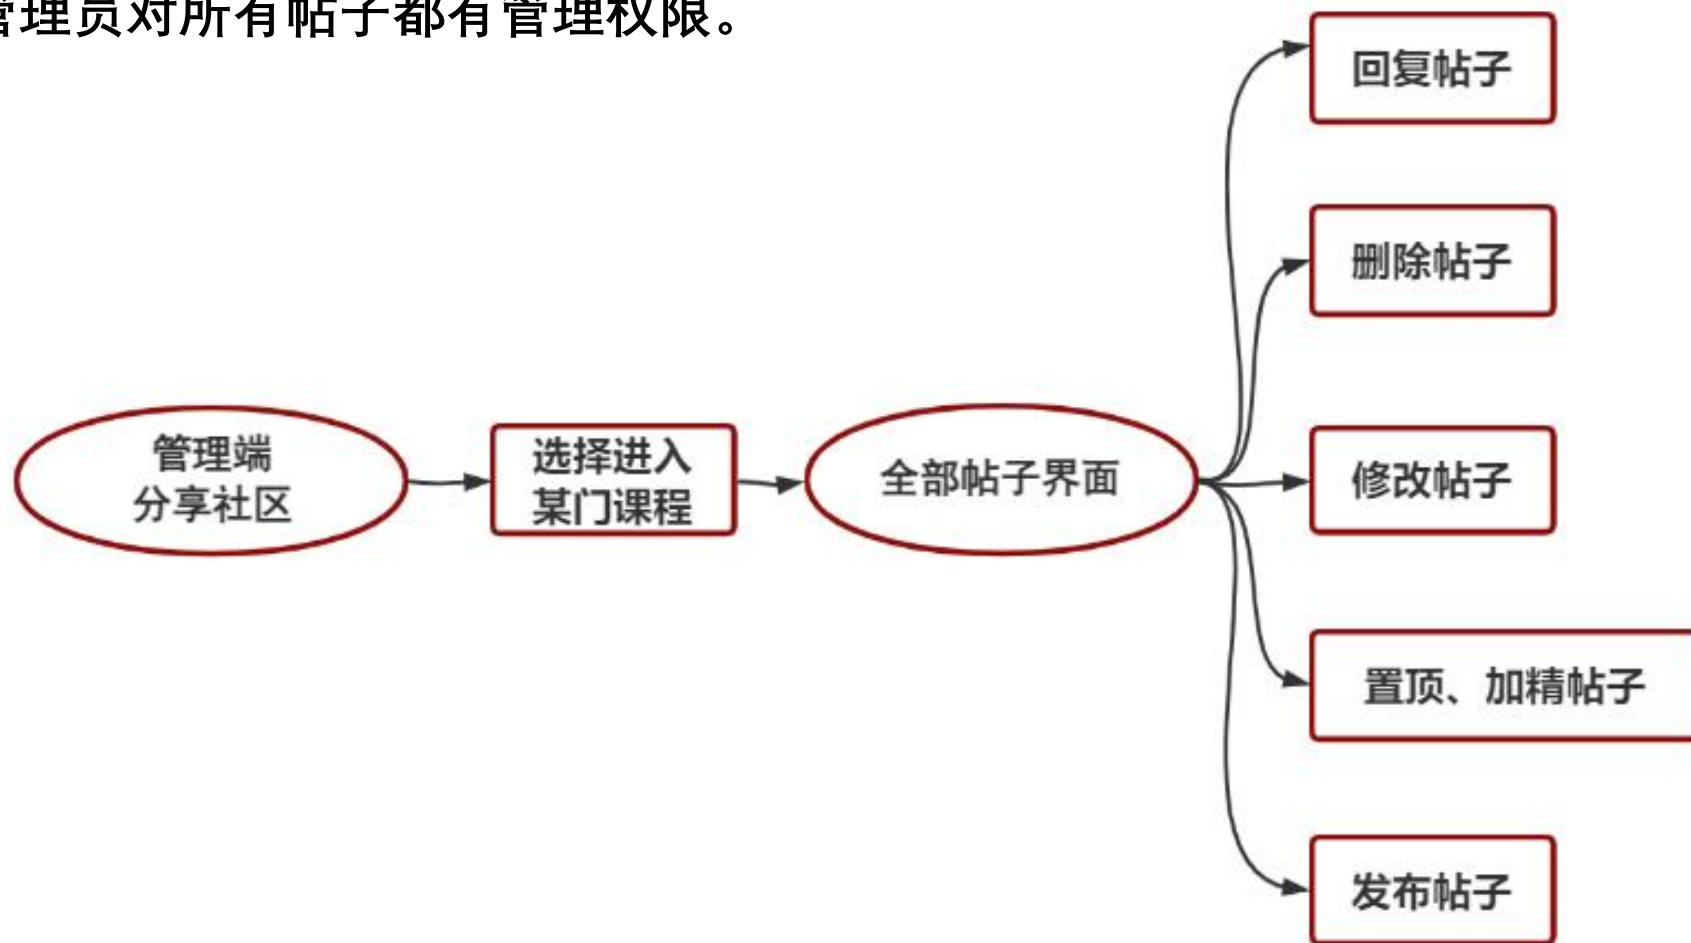 管理员对所有帖子都有管理权限。
回复帖子
删除帖子
管理端
分享社区
选择进入
某门课程
全部帖子界面
修改帖子
置顶、加精帖子
发布帖子